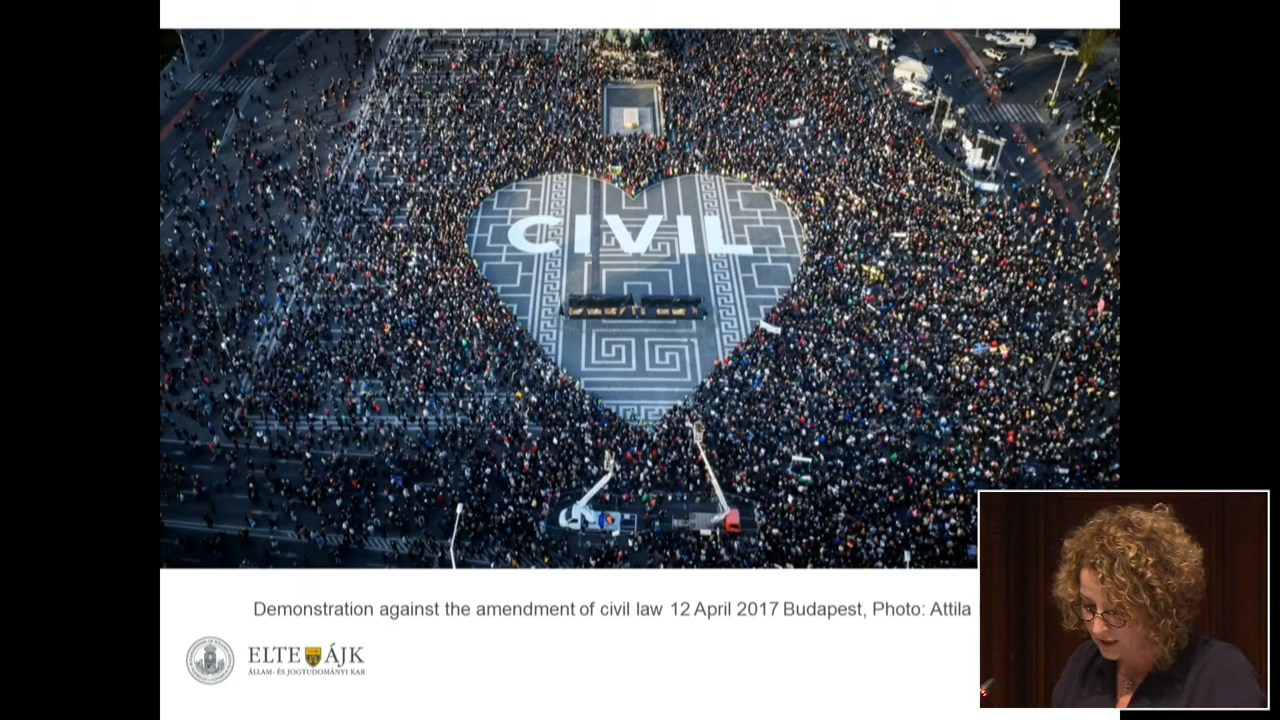 CIVIL
Demonstration against the amendment of civil law 12 April 2017 Budapest, Photo: Attila
ELTE ÁJK
ÁLLAM- ÉS JOGTUDOMÁNYI KAR